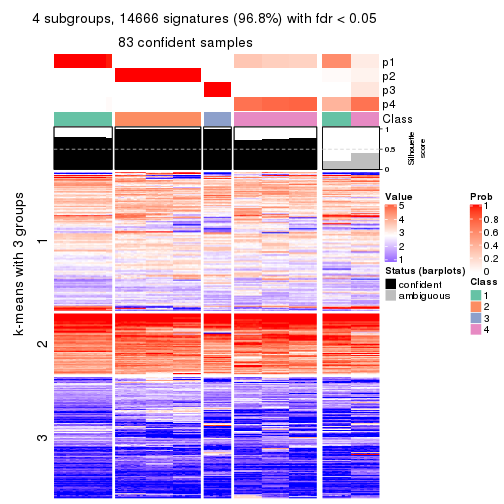 4 subgroups, 14666 signatures (96.8%) with fdr < 0.05
83 confident samples
p1
p2
p3
p4
Class
1
0.5
0
Silhouette
score
k-means with 3 groups
1
2
3
Value
5
4
3
2
1
Status (barplots)
confident
ambiguous
Prob
1
0.8
0.6
0.4
0.2
0
Class
1
2
3
4